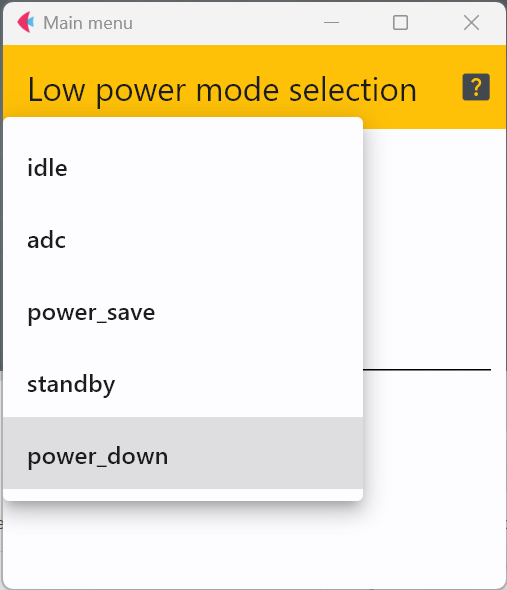 Main menu
Low power mode selection
?
idle
adc
power_save
standby
power_down